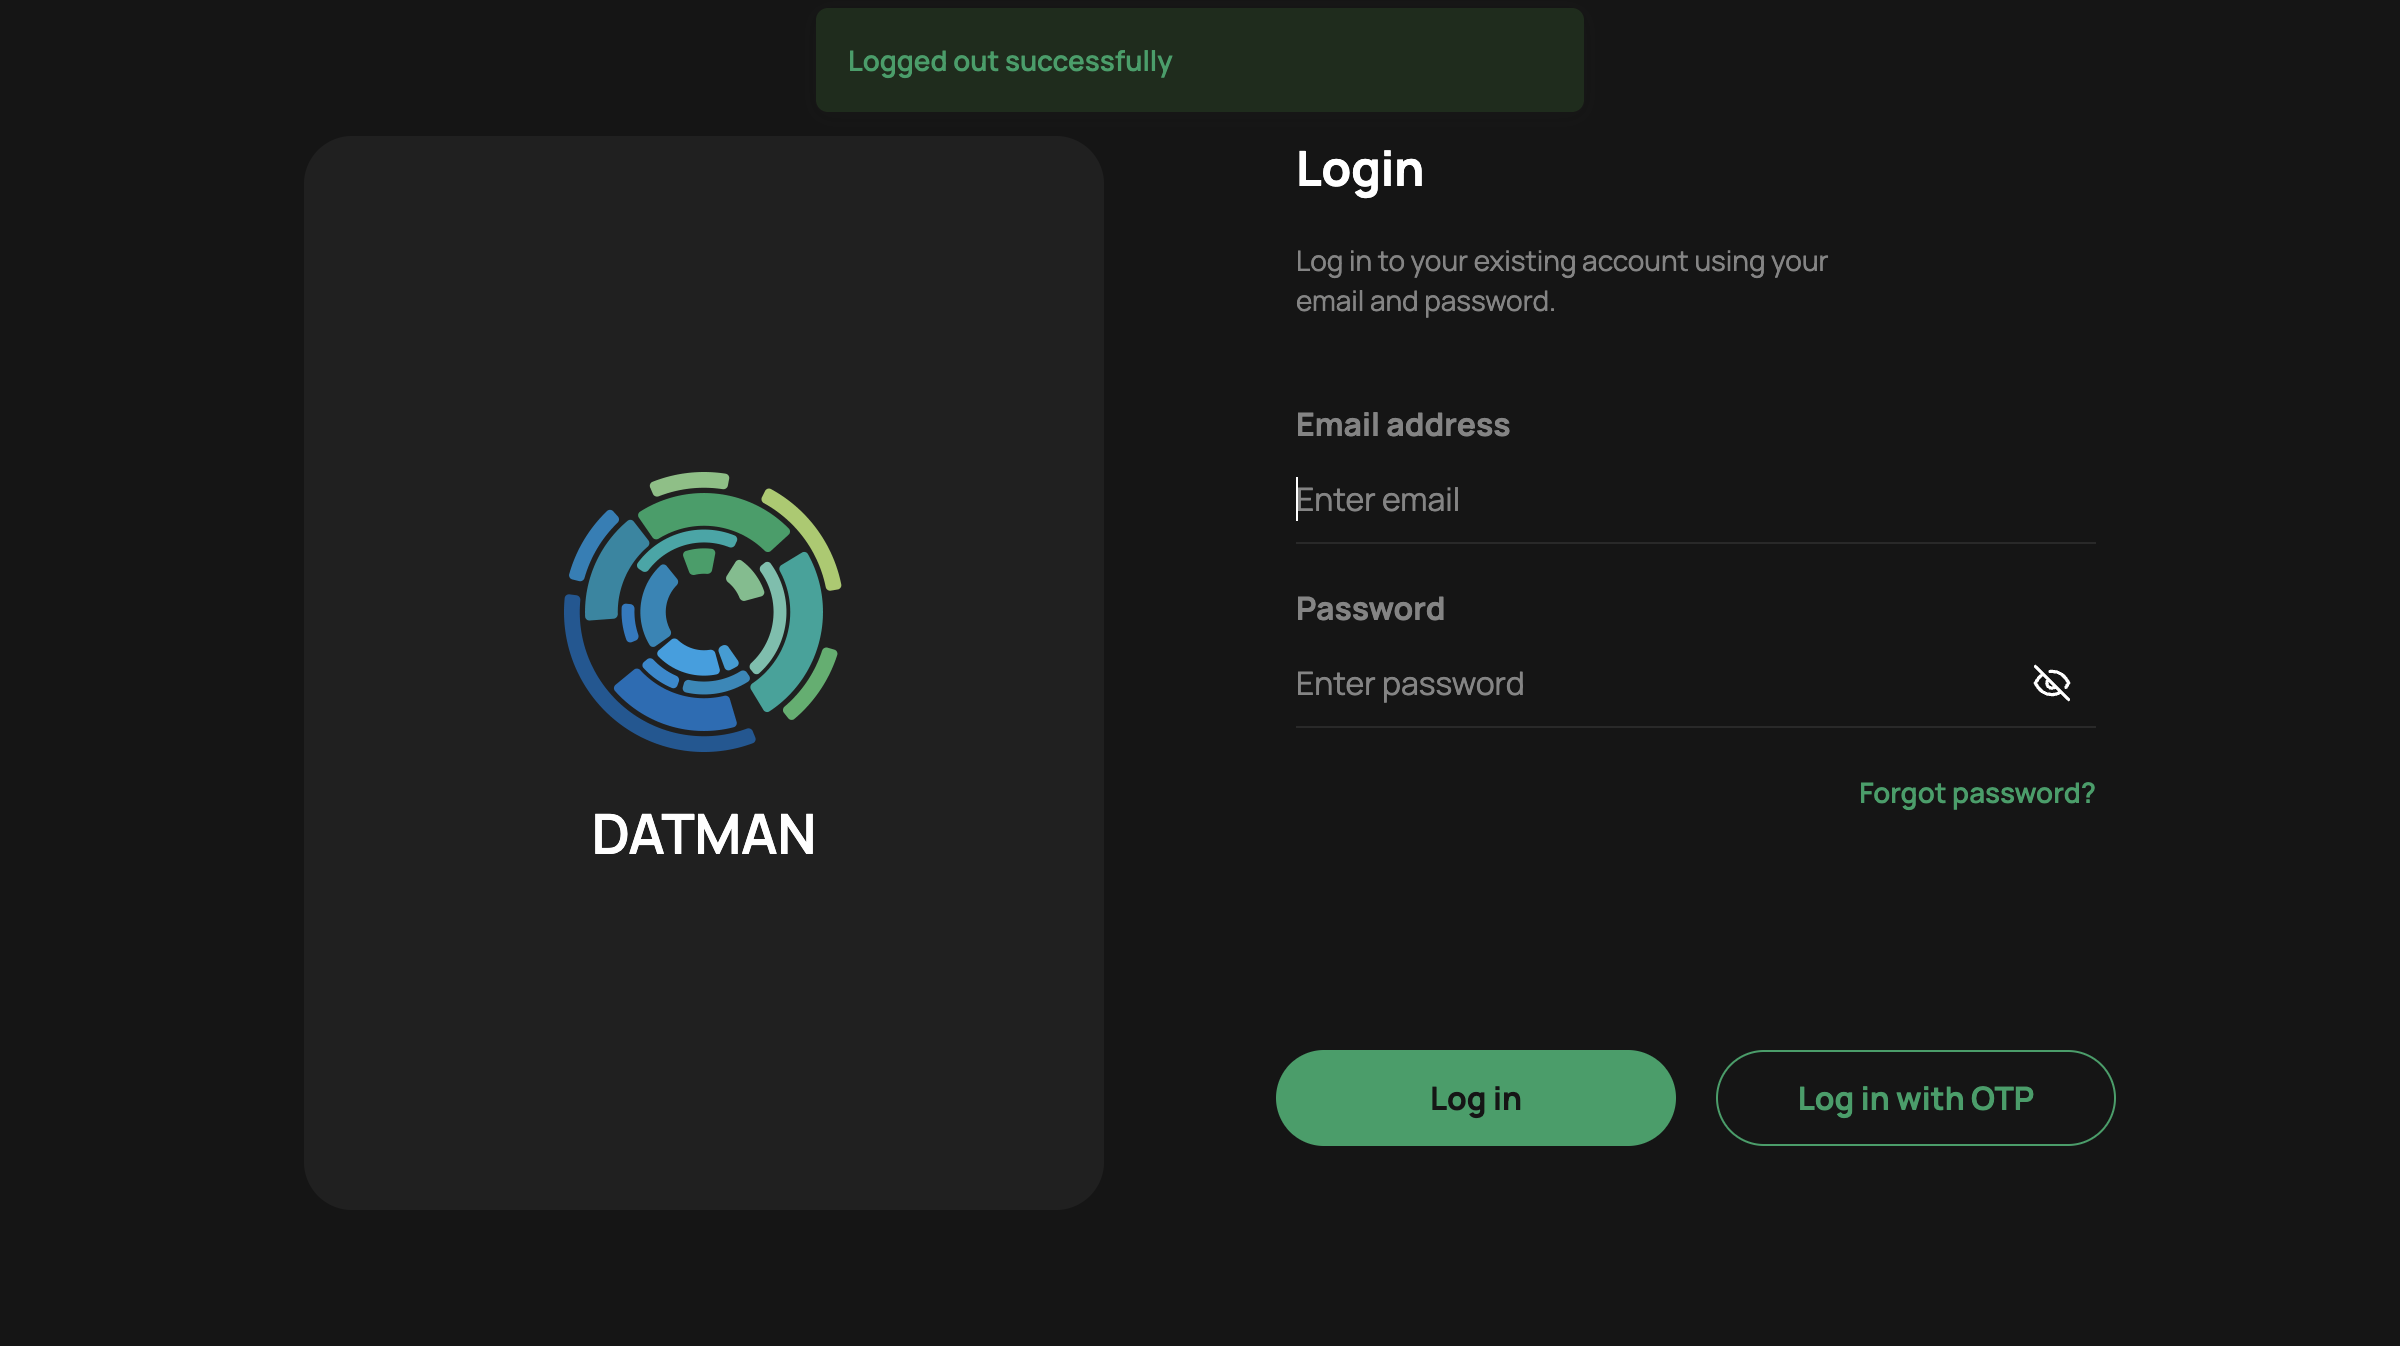 Logged out successfully
DATMAN
Login
Log in to your existing account using your
email and password.
Email address
Enter email
Password
Enter password
Forgot password?
Log in
Log in with OTP